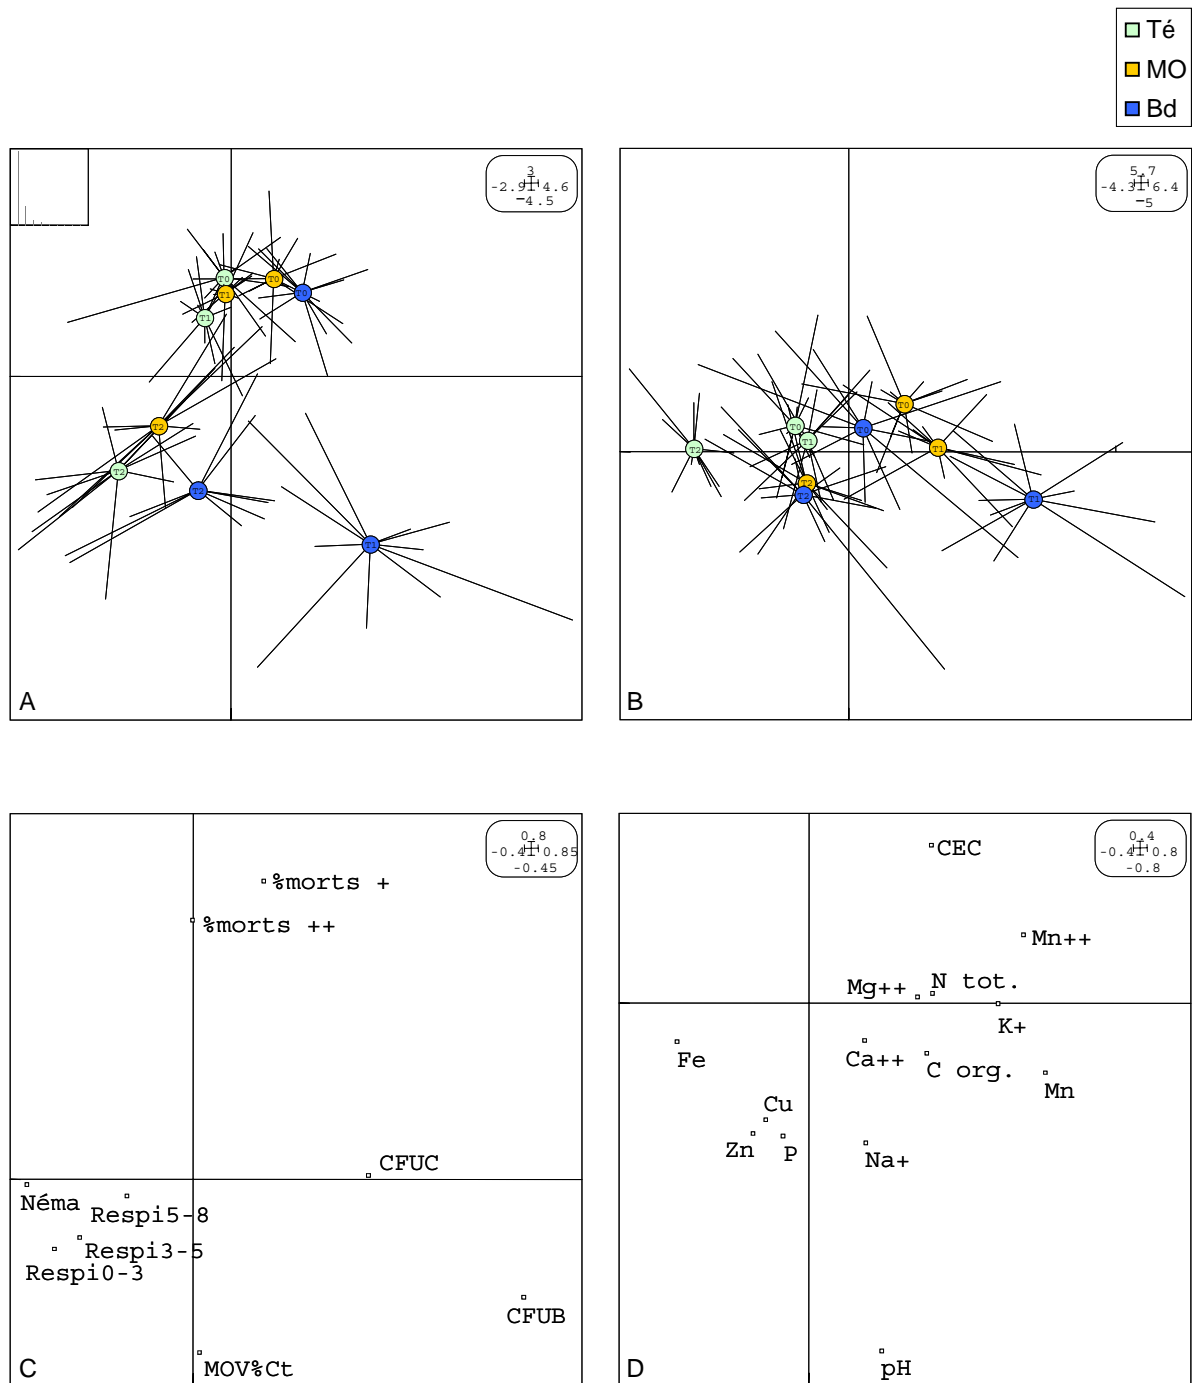 Té
MO
Bd
3
-2.9 4.6
-4.5
T0
T0
T1
T0
T1
T2
T2
T2
T1
A
5.7
-4.3 6.4
-5
T0
T0
T0
T1
T1
T2
T2
T2
T1
B
0.8
-0.4 0.85
-0.45
%morts +
%morts ++
CFUC
Néma
Respi5-8
Respi3-5
Respi0-3
CFUB
MOV%Ct
C
0.4
-0.4 0.8
-0.8
CEC
Mn++
N tot.
Mg++
K+
Fe
Ca++
C org.
Mn
Cu
Zn
P
Na+
pH
D